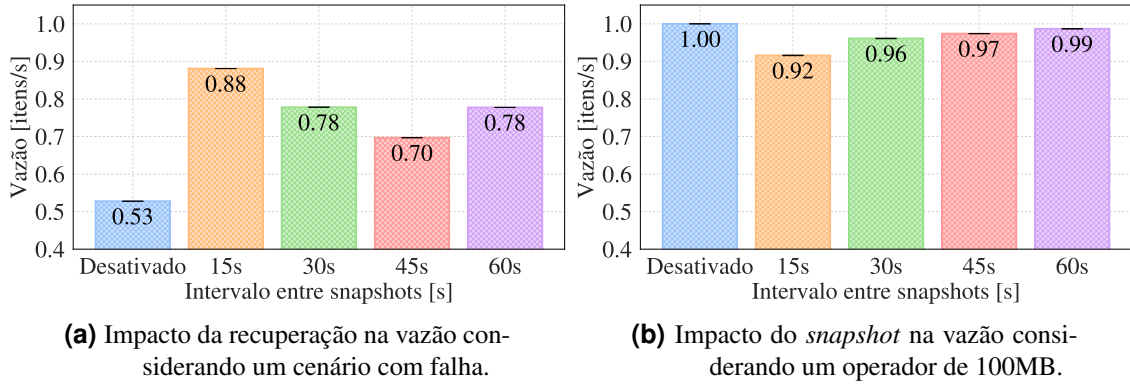 Vazão [itens/s]
1.0
0.9
0.8
0.7
0.6
0.5
0.4
0.53
0.88
0.78
0.70
0.78
Desativado 15s 30s 45s 60s
Intervalo entre snapshots [s]
(a) Impacto da recuperação na vazão con-
siderando um cenário com falha.
Vazão [itens/s]
1.0
0.9
0.8
0.7
0.6
0.5
0.4
1.00
0.92
0.96
0.97
0.99
Desativado 15s 30s 45s 60s
Intervalo entre snapshots [s]
(b) Impacto do snapshot na vazão consi-
derando um operador de 100MB.